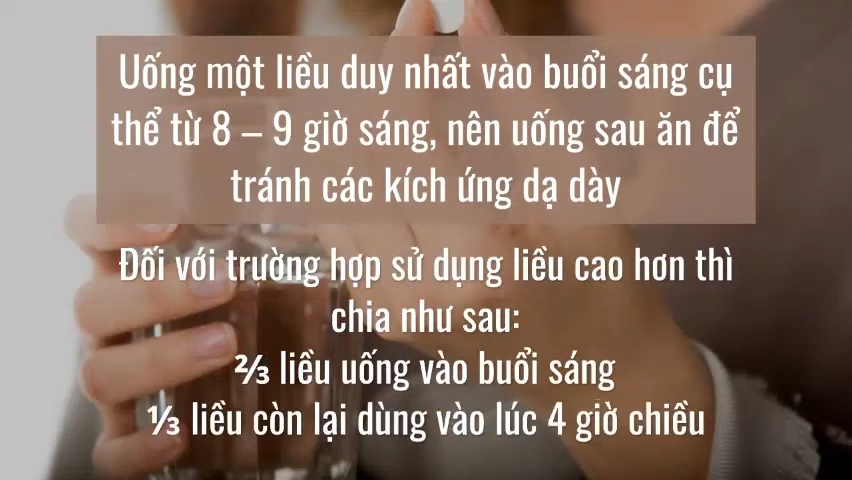 Uống một liều duy nhất vào buổi sáng cụ
thể từ 8 – 9 giờ sáng, nên uống sau ăn để
tránh các kích ứng dạ dày
Đối với trường hợp sử dụng liều cao hơn thì
chia như sau:
⅔ liều uống vào buổi sáng
⅓ liều còn lại dùng vào lúc 4 giờ chiều